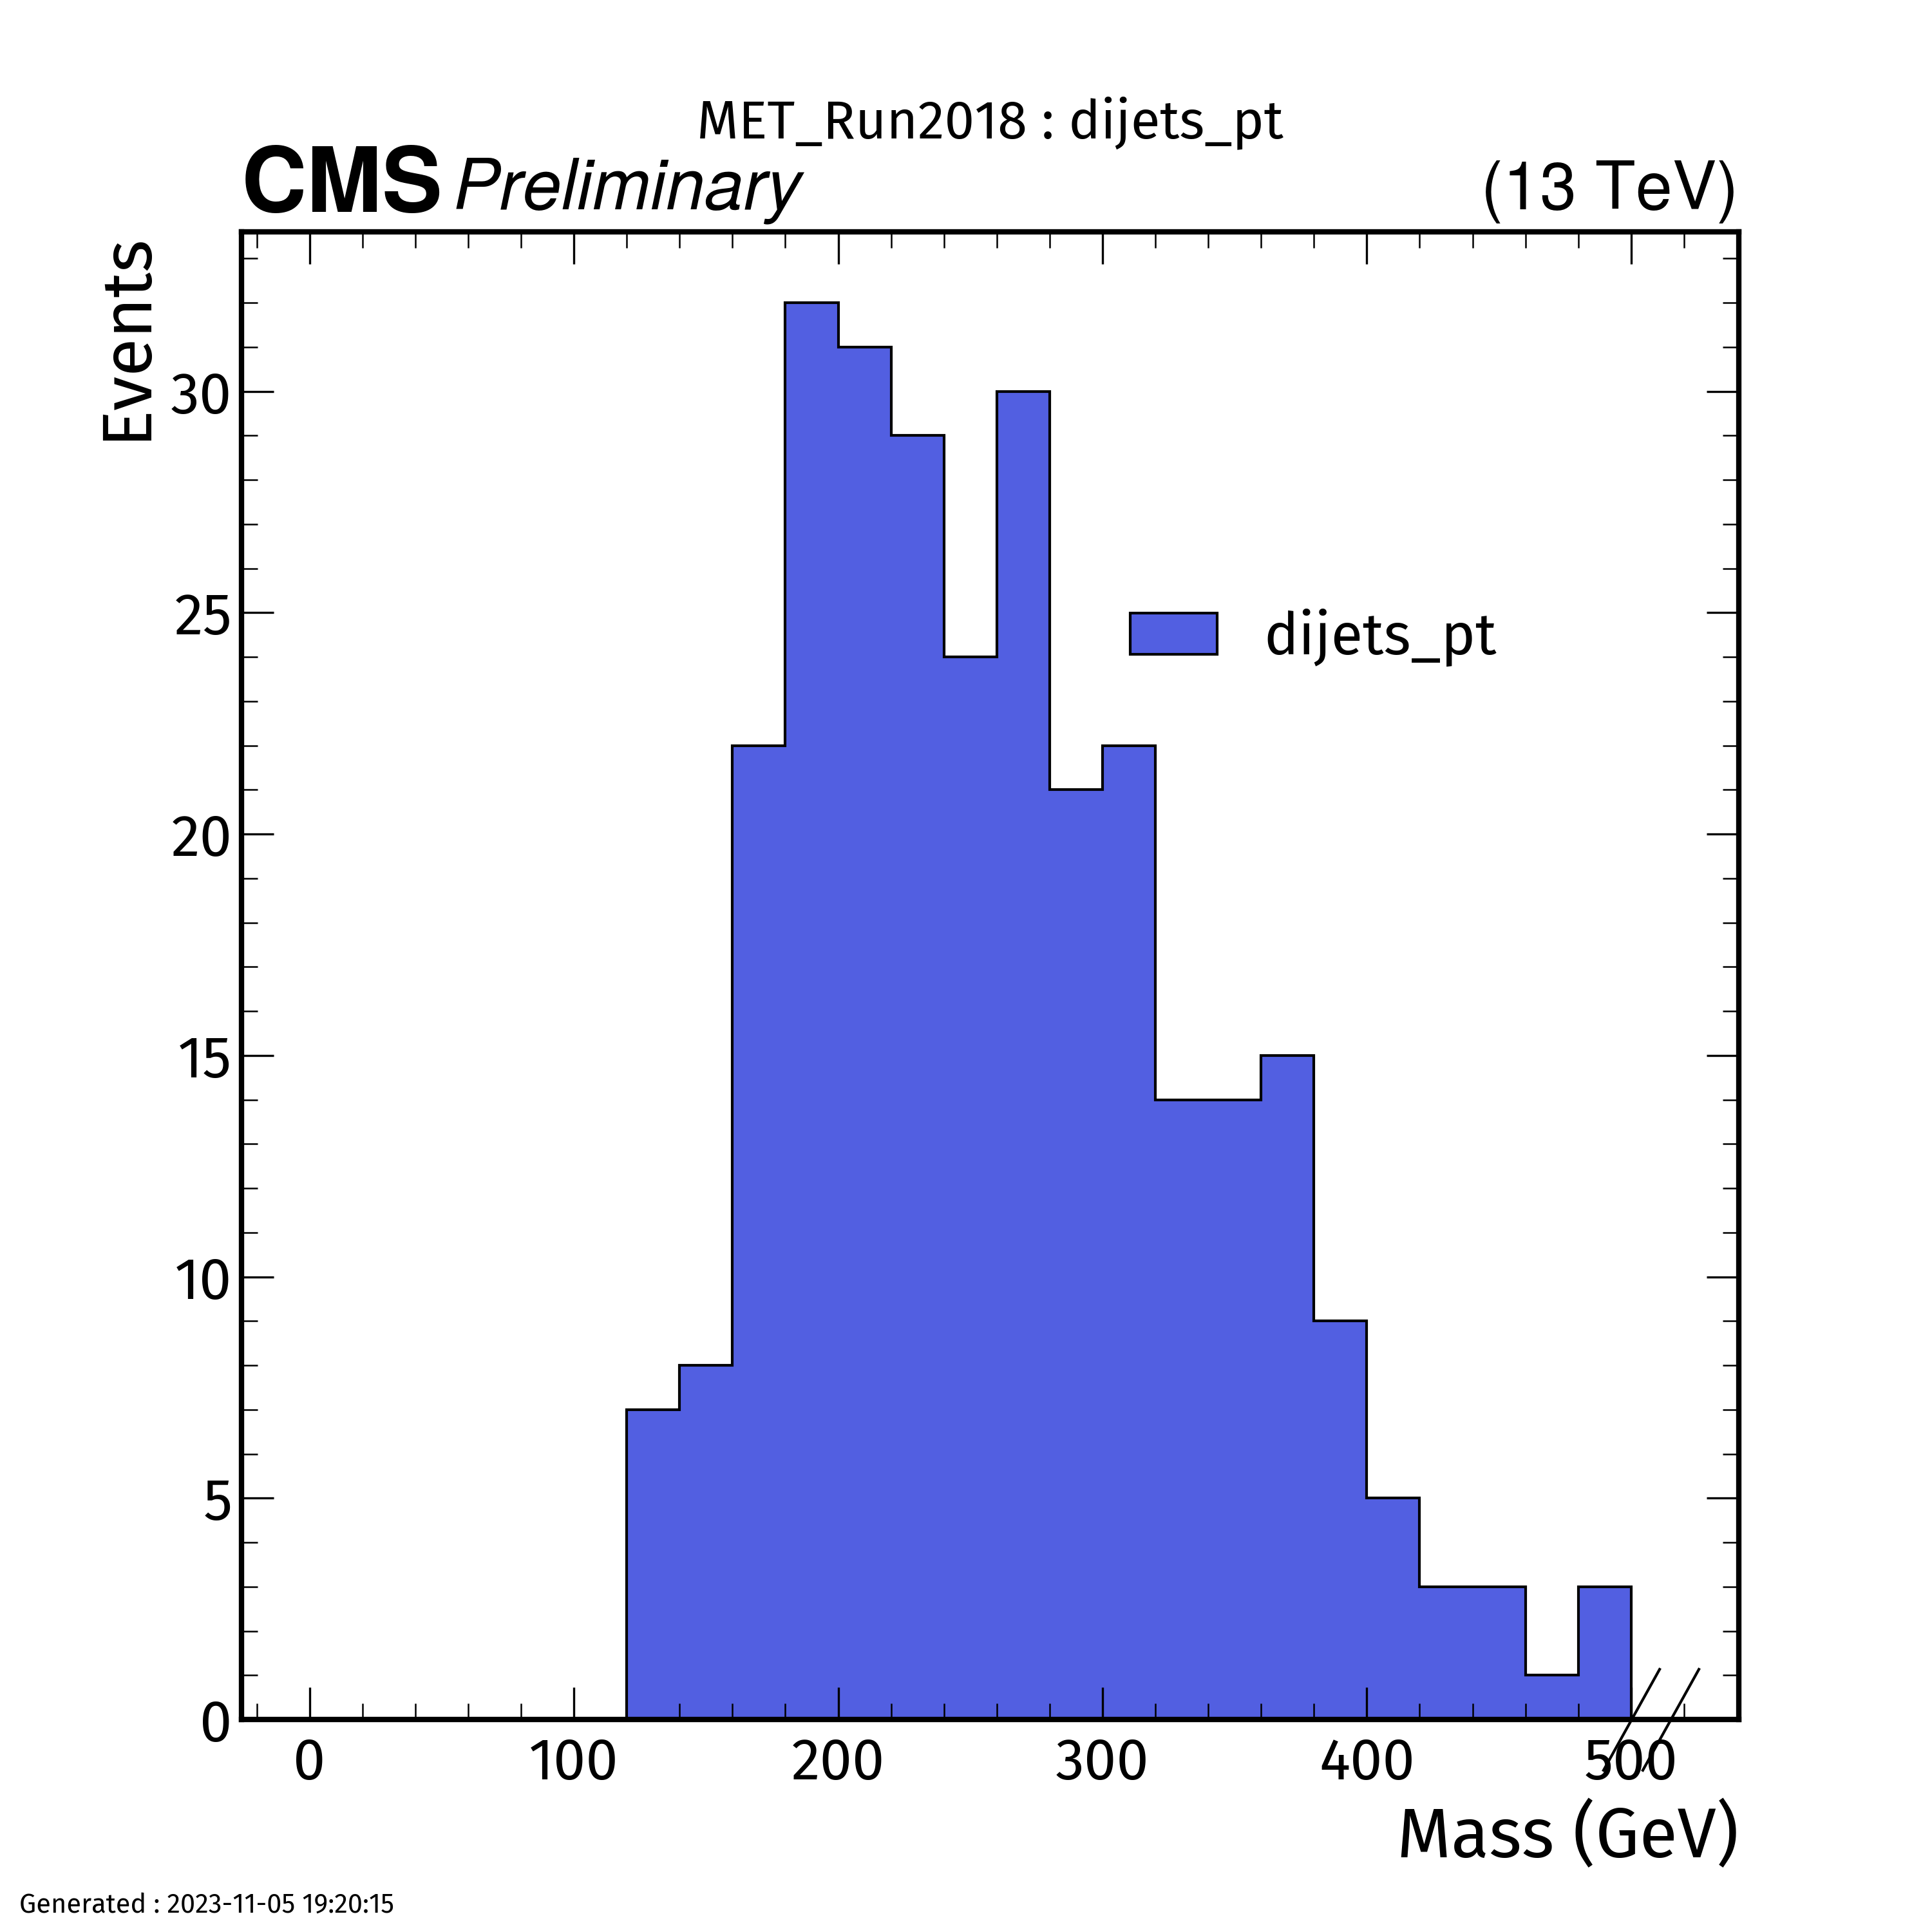 MET_Run2018 : dijets_pt
CMS Preliminary
(13 TeV)
Events
30
25
20
15
10
5
0
dijets_pt
0 100 200 300 400 500
Mass (GeV)
Generated : 2023-11-05 19:20:15